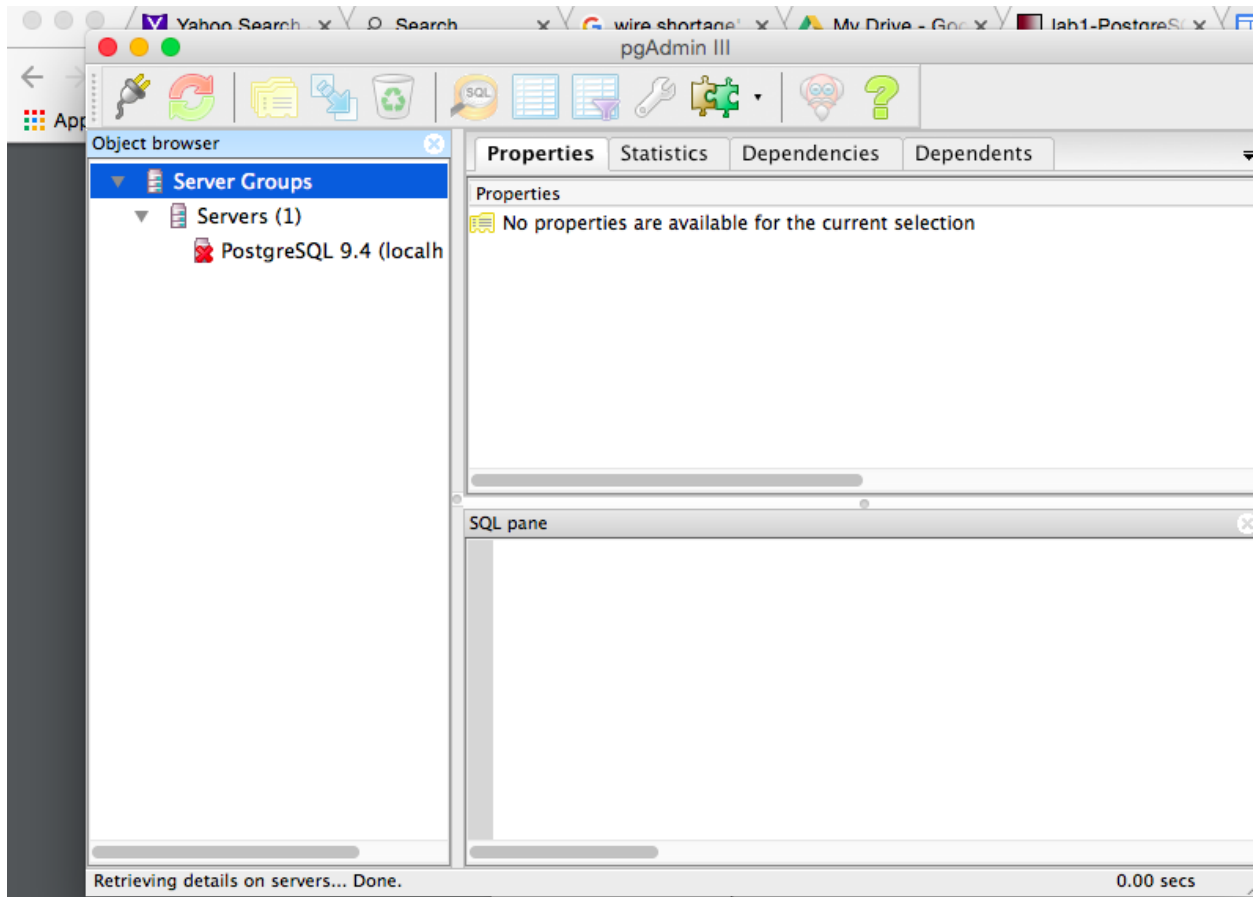 Yahoo Search Search wire shortage' My Drive - Goo lab1-PostgreS
pgAdmin III
App
SQL
Object browser
Properties Statistics Dependencies Dependents
Server Groups
Properties
Servers (1)
No properties are available for the current selection
PostgreSQL 9.4 (localh
SQL pane
Retrieving details on servers... Done. 0.00 secs